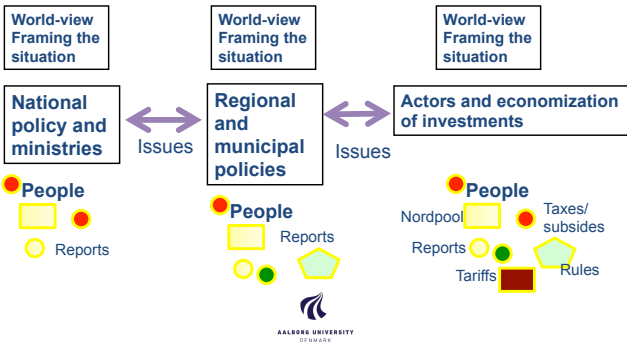 World-view
Framing the
situation
World-view
Framing the
situation
World-view
Framing the
situation
National
policy and
ministries
Issues
Regional
and
municipal
policies
Issues
Actors and economization
of investments
People
Reports
People
Reports
People
Nordpool
Taxes/
subsides
Reports
Rules
Tariffs
AALBORG UNIVERSITY
DENMARK